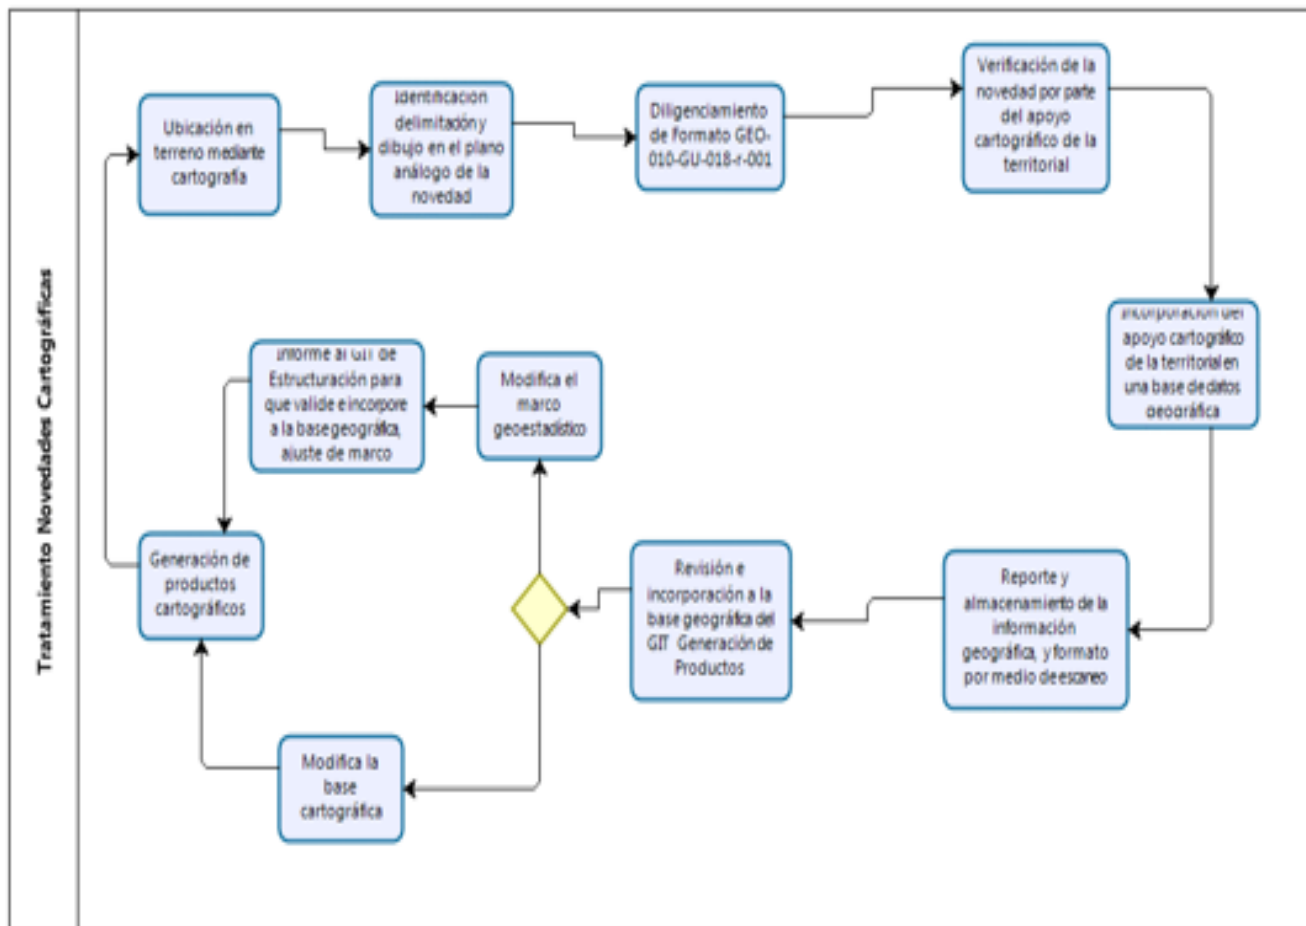 Tratamiento Novedades Cartográficas
Ubicación en
terreno mediante
cartografía
Identificación
delimitación y
dibujo en el plano
análogo de la
novedad
Diligenciamiento
de Formato GEO-
010-GU-018-r-001
Verificación de la
novedad por parte
del apoyo
cartográfico de la
territorial
Incorporación del
apoyo cartográfico
de la territorial en
una base de datos
geográfica
Reporte y
almacenamiento de la
información
geográfica, y formato
por medio de escaneo
Revisión e
incorporación a la
base geográfica del
GIT Generación de
Productos
Modifica el
marco
geoestadístico
Informe al GIT de
Estructuración para
que valide e incorpore
a la base geográfica,
ajuste de marco
Generación de
productos
cartográficos
Modifica la
base
cartográfica